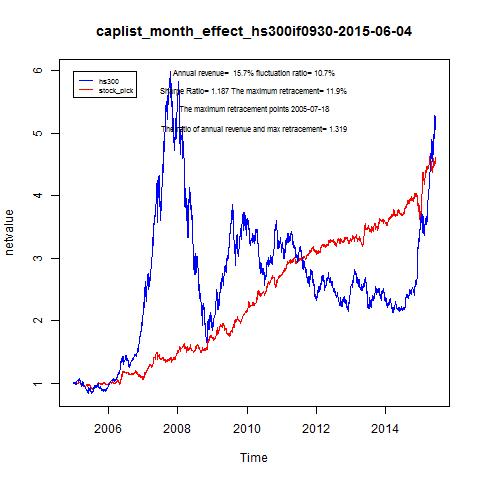 caplist_month_effect_hs300if0930-2015-06-04
hs300
stock_pick
Annual revenue= 15.7% fluctuation ratio= 10.7%
Sharpe Ratio= 1.187 The maximum retracement= 11.9%
The maximum retracement points 2005-07-18
The ratio of annual revenue and max retracement= 1.319
netvalue
6
5
4
3
2
1
2006 2008 2010 2012 2014
Time